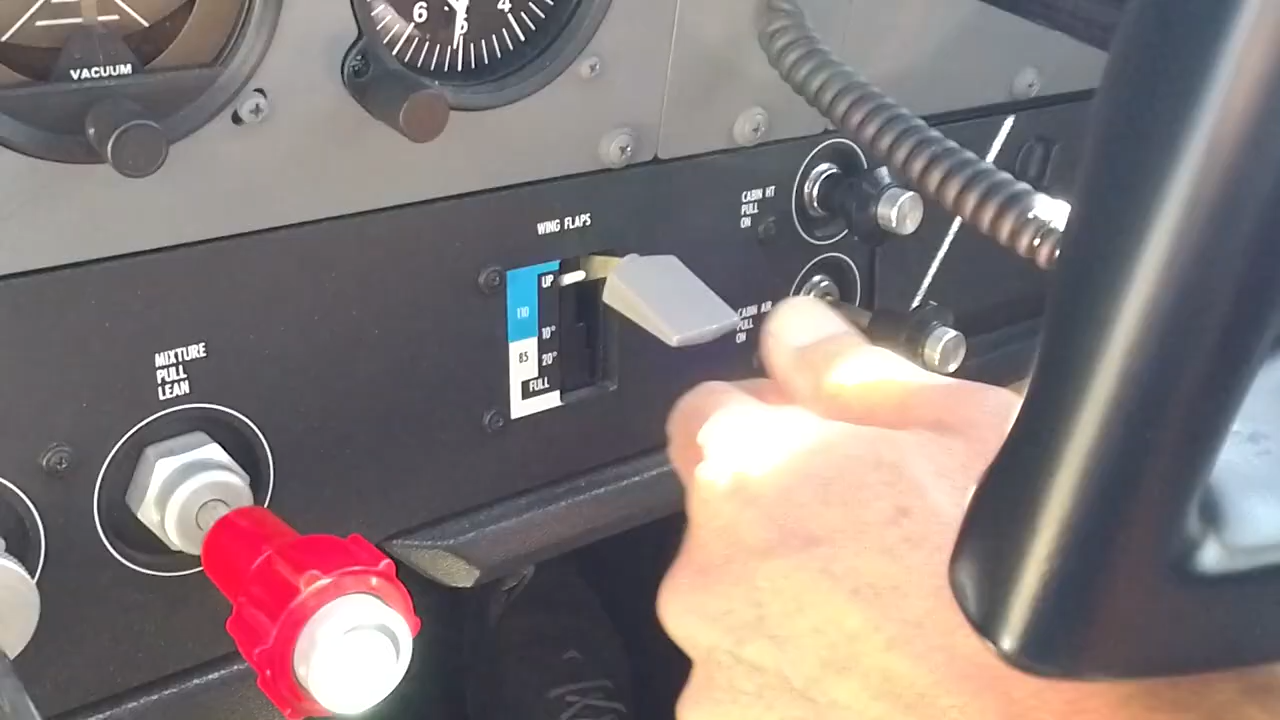 VACUUM
6
5
4
WING FLAPS
UP
110
10°
85
20°
FULL
CABIN HT
PULL
ON
CABIN AIR
PULL
ON
MIXTURE
PULL
LEAN